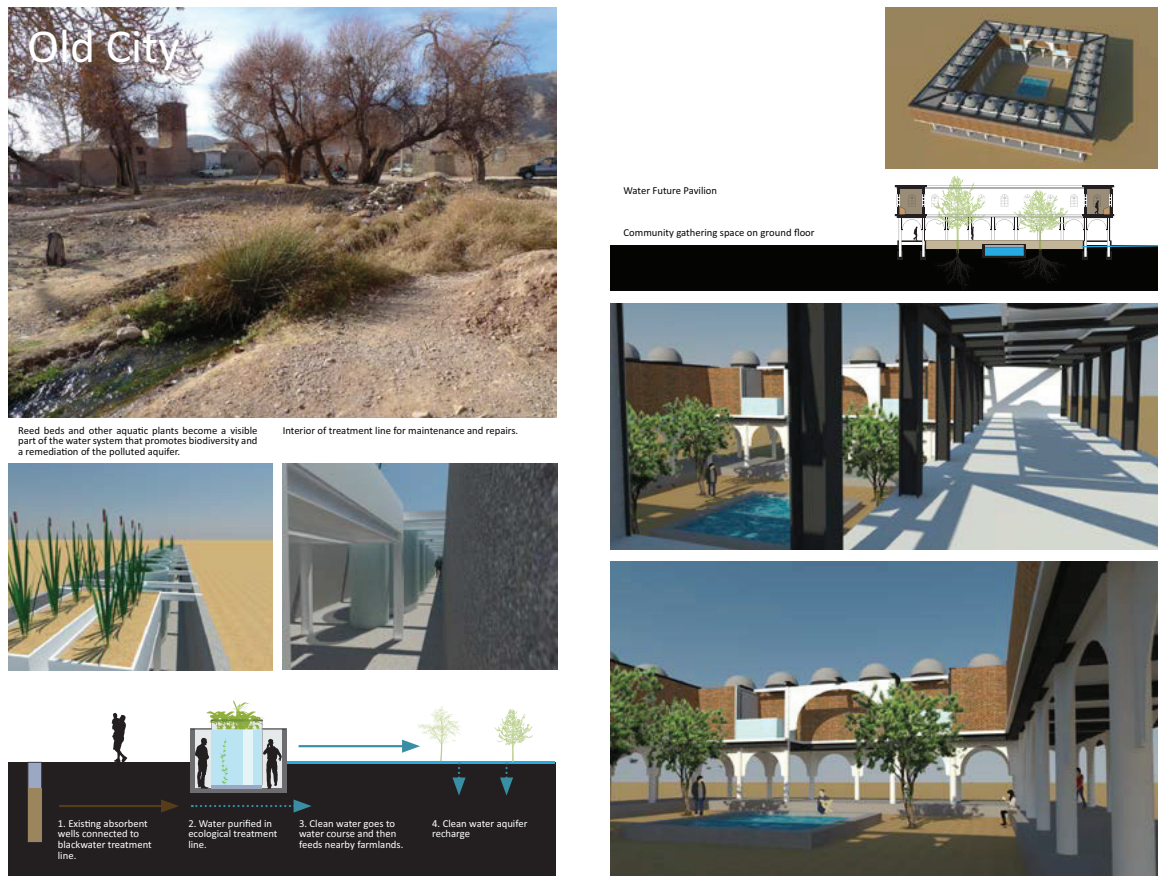 Old City
Reed beds and other aquatic plants become a visible
part of the water system that promotes biodiversity and
a remediation of the polluted aquifer.
Interior of treatment line for maintenance and repairs.
1. Existing absorbent
wells connected to
blackwater treatment
line.
2. Water purified in
ecological treatment
line.
3. Clean water goes to
water course and then
feeds nearby farmlands.
4. Clean water aquifer
recharge
Water Future Pavilion
Community gathering space on ground floor